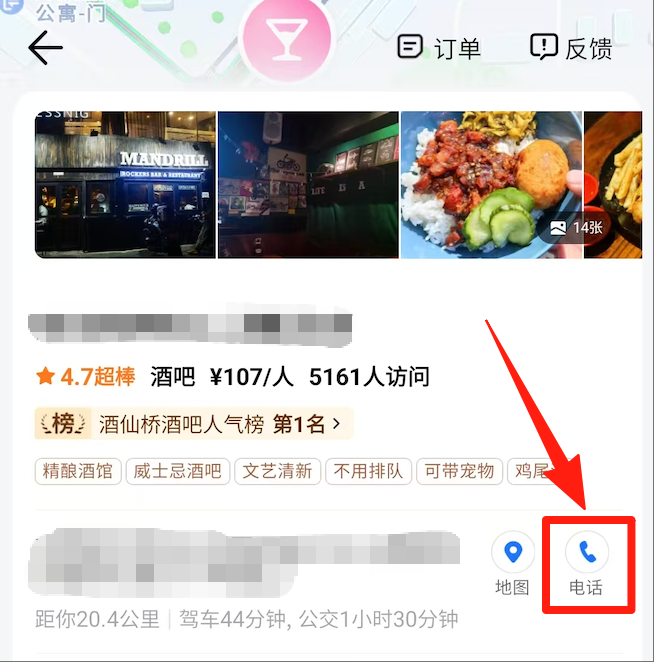 公寓-门
订单
反馈
ESSNIG
MANDRILL
ROCKERS BAR & RESTAURANT
LIFE IS A
14张
4.7超棒 酒吧 ¥107/人 5161人访问
榜 酒仙桥酒吧人气榜 第1名
精酿酒馆 威士忌酒吧 文艺清新 不用排队 可带宠物 鸡尾
地图
电话
距你20.4公里 | 驾车44分钟, 公交1小时30分钟